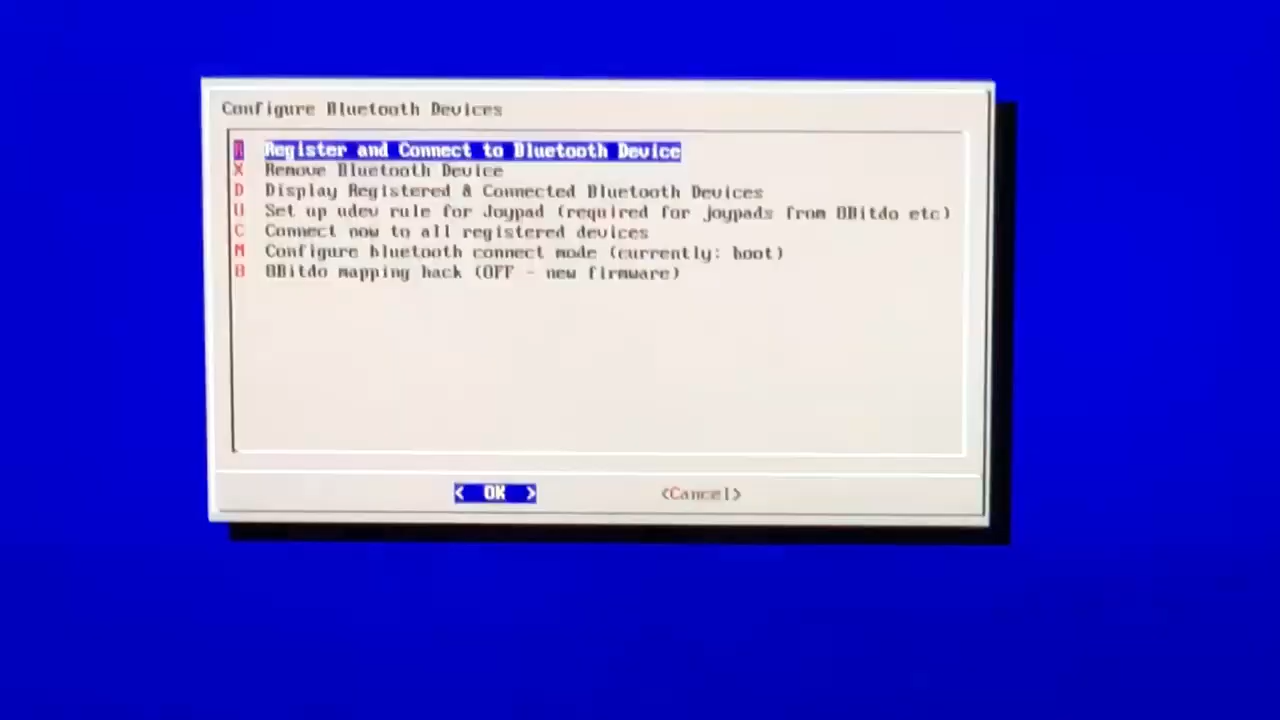 Configure Bluetooth Devices
R Register and Connect to Bluetooth Device
X Remove Bluetooth Device
D Display Registered & Connected Bluetooth Devices
U Set up udev rule for Joypad (required for joypads from 8Bitdo etc)
C Connect now to all registered devices
M Configure bluetooth connect mode (currently: boot)
8 8Bitdo mapping hack (OFF - new firmware)
< OK > <Cancel>